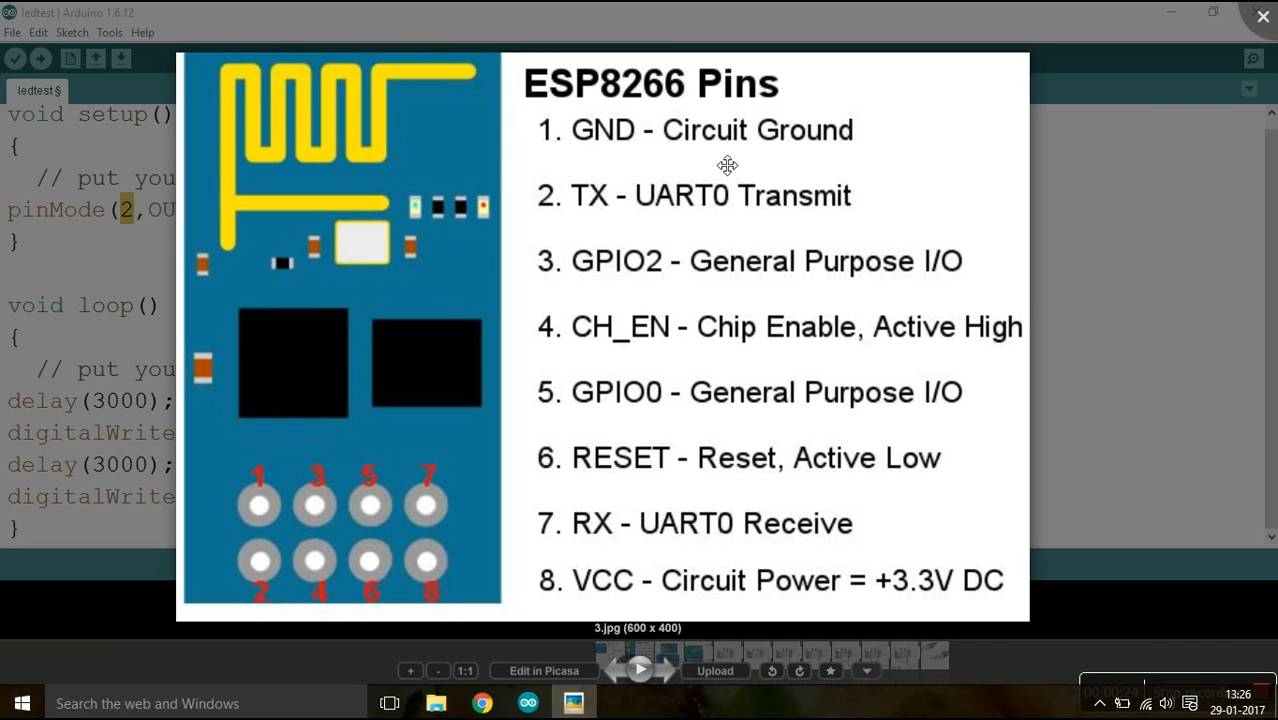 ledtest | Arduino 1.6.12
File Edit Sketch Tools Help
ledtest §
void setup()
{
// put you
pinMode(2,OU
}
void loop()
{
// put you
delay(3000);
digitalWrite
delay(3000);
digitalWrite
}
1 3 5 7
2 4 6 8
ESP8266 Pins
1. GND - Circuit Ground
2. TX - UART0 Transmit
3. GPIO2 - General Purpose I/O
4. CH_EN - Chip Enable, Active High
5. GPIO0 - General Purpose I/O
6. RESET - Reset, Active Low
7. RX - UART0 Receive
8. VCC - Circuit Power = +3.3V DC
3.jpg (600 x 400)
+ - 1:1 Edit in Picasa Upload
00:00:24 Stop record
Search the web and Windows
13:26
29-01-2017